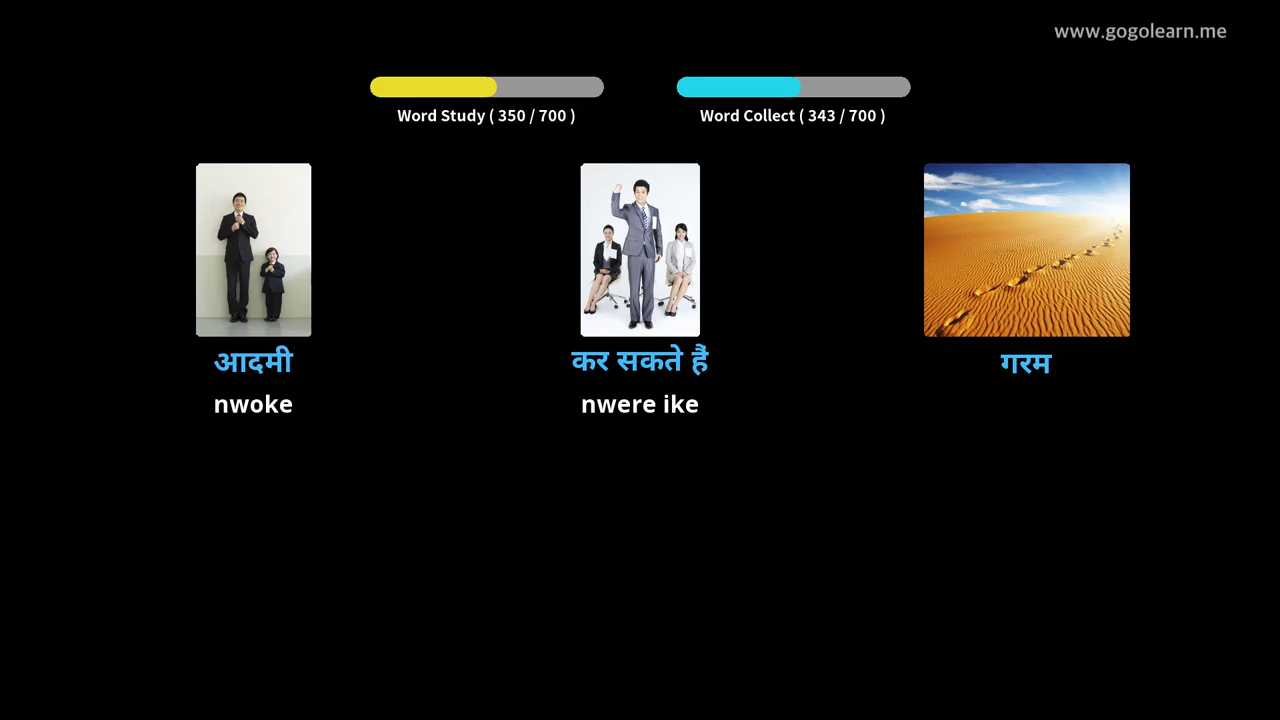 www.gogolearn.me
Word Study ( 350 / 700 )
Word Collect ( 343 / 700 )
आदमी
nwoke
कर सकते हैं
nwere ike
गरम